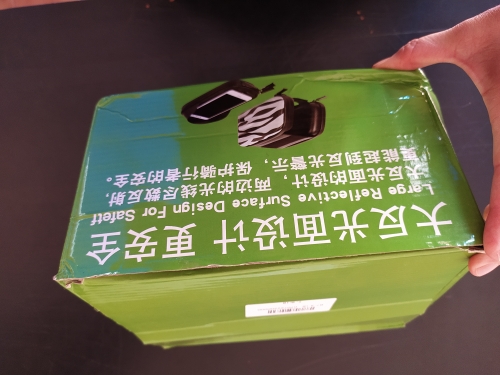 大反光面设计 更安全
Large Reflective Surface Design For Safett
大反光面的设计，两边的光线尽数反射，
更能起到反光警示，保护骑行者的安全。